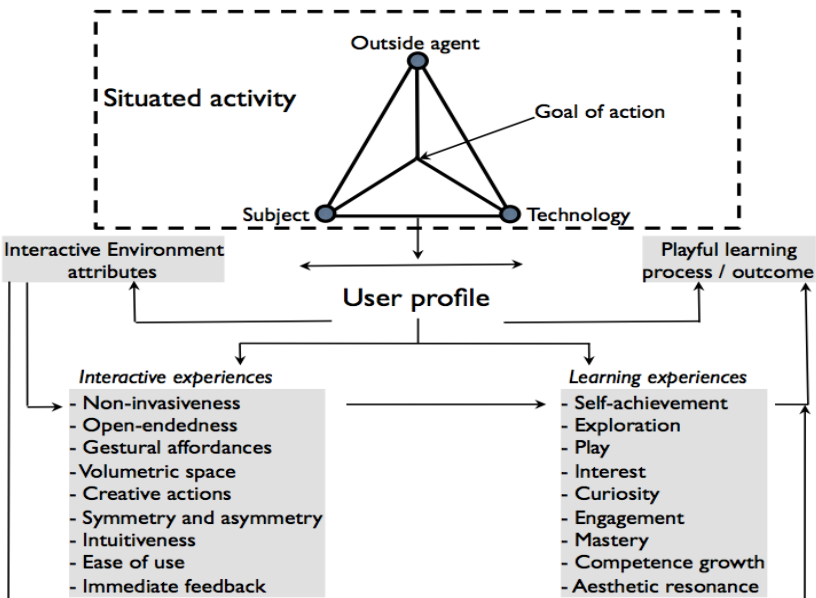 Outside agent
Situated activity
Goal of action
Subject
Technology
Interactive Environment
attributes
Playful learning
process / outcome
User profile
Interactive experiences
- Non-invasiveness
- Open-endedness
- Gestural affordances
- Volumetric space
- Creative actions
- Symmetry and asymmetry
- Intuitiveness
- Ease of use
- Immediate feedback
Learning experiences
- Self-achievement
- Exploration
- Play
- Interest
- Curiosity
- Engagement
- Mastery
- Competence growth
- Aesthetic resonance